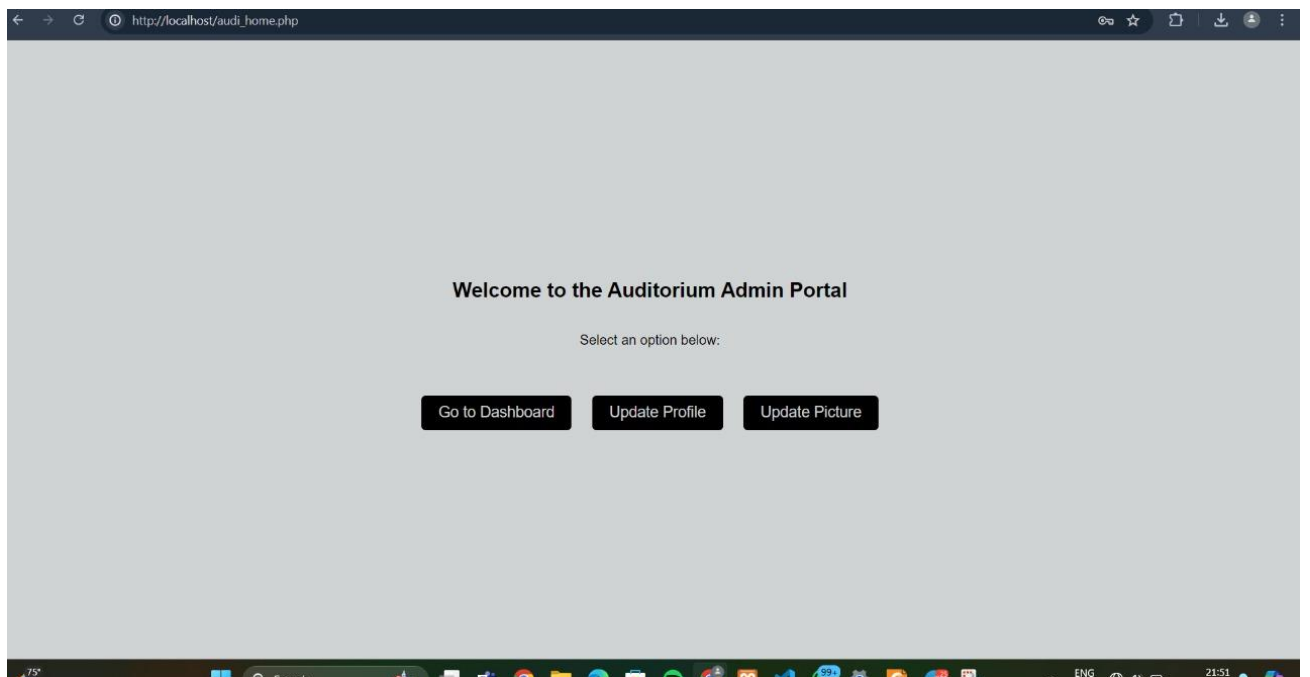 http://localhost/audi_home.php
Welcome to the Auditorium Admin Portal
Select an option below:
Go to Dashboard Update Profile Update Picture
75°
99+
ENG
21:51